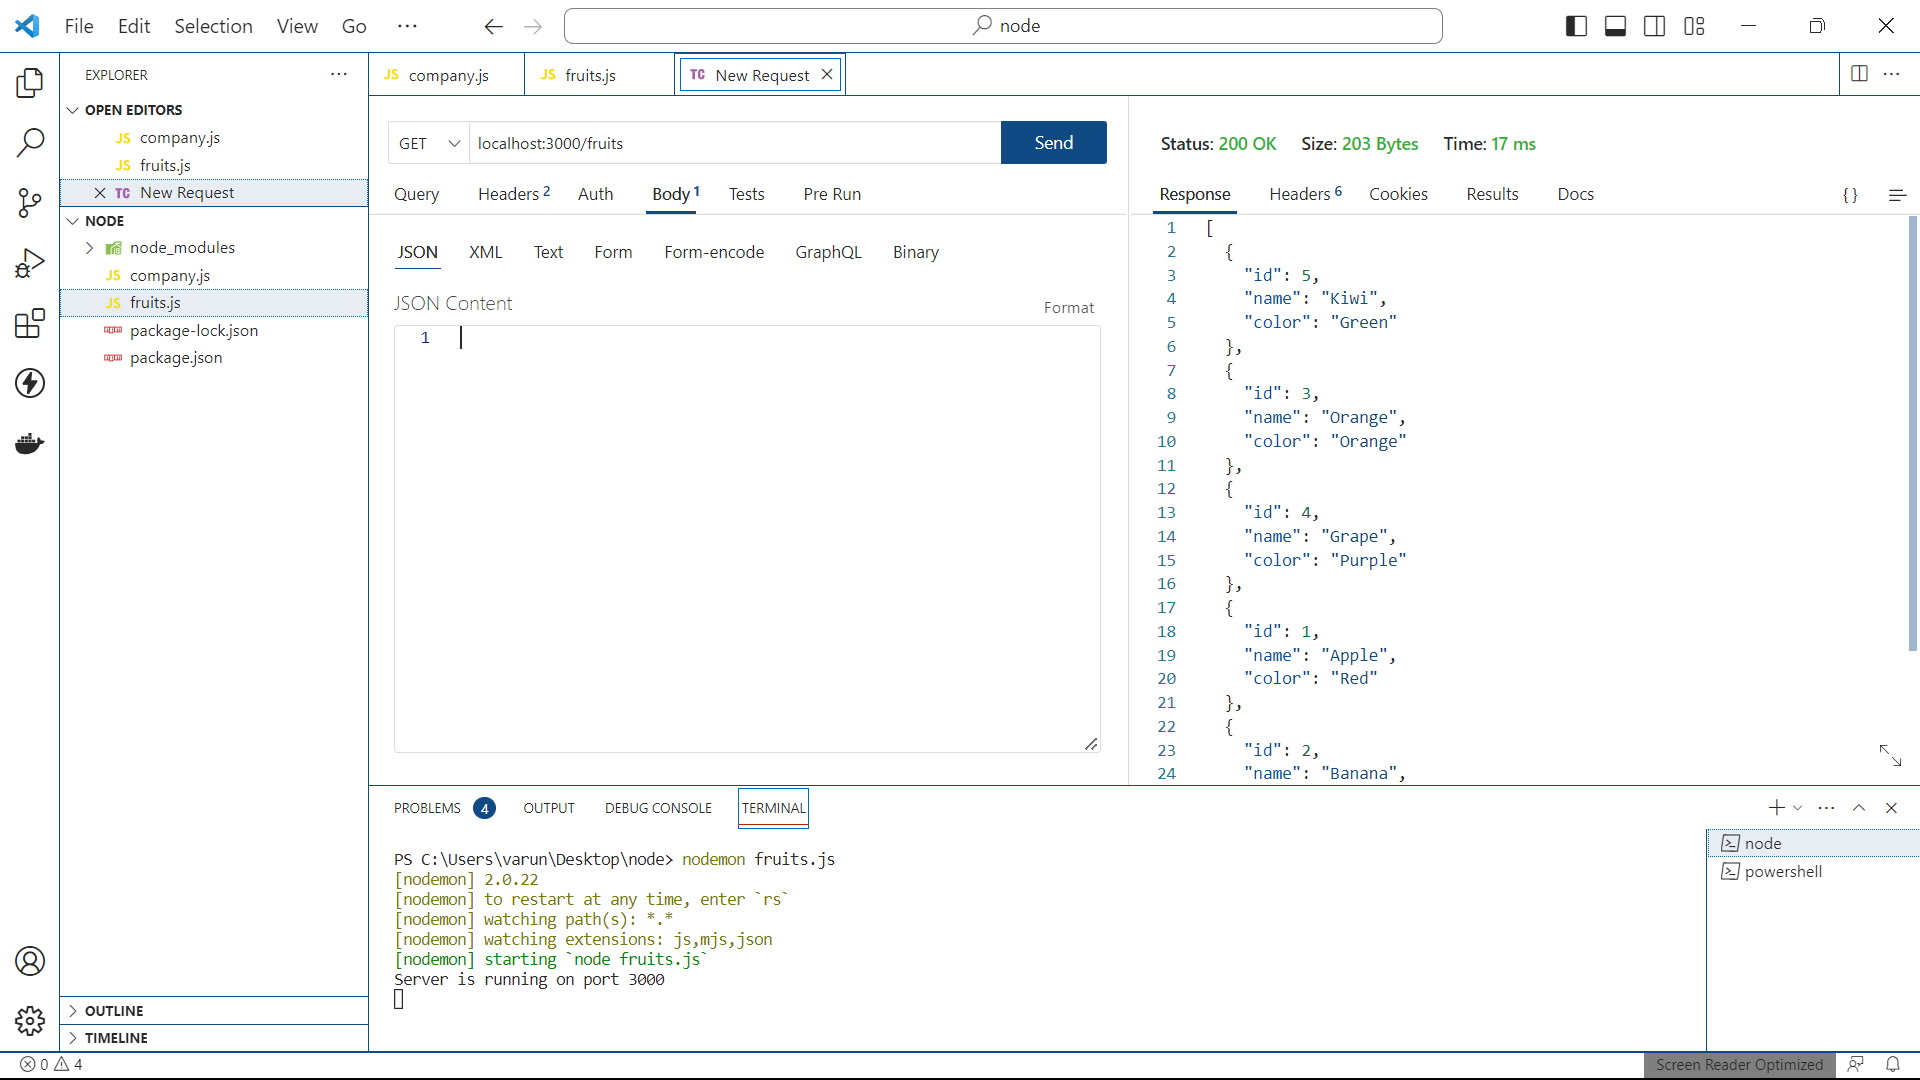 File Edit Selection View Go ···
node
EXPLORER
OPEN EDITORS
JS company.js
JS fruits.js
TC New Request
NODE
node_modules
JS company.js
JS fruits.js
package-lock.json
package.json
OUTLINE
TIMELINE
JS company.js
JS fruits.js
TC New Request
GET
localhost:3000/fruits
Send
Query Headers 2 Auth Body 1 Tests Pre Run
JSON XML Text Form Form-encode GraphQL Binary
JSON Content
Format
1
Status: 200 OK Size: 203 Bytes Time: 17 ms
Response Headers 6 Cookies Results Docs {}
1 [
2 {
3 "id": 5,
4 "name": "Kiwi",
5 "color": "Green"
6 },
7 {
8 "id": 3,
9 "name": "Orange",
10 "color": "Orange"
11 },
12 {
13 "id": 4,
14 "name": "Grape",
15 "color": "Purple"
16 },
17 {
18 "id": 1,
19 "name": "Apple",
20 "color": "Red"
21 },
22 {
23 "id": 2,
24 "name": "Banana",
PROBLEMS 4 OUTPUT DEBUG CONSOLE TERMINAL
PS C:\Users\varun\Desktop\node> nodemon fruits.js
[nodemon] 2.0.22
[nodemon] to restart at any time, enter `rs`
[nodemon] watching path(s): *.*
[nodemon] watching extensions: js,mjs,json
[nodemon] starting `node fruits.js`
Server is running on port 3000
node
powershell
0 4
Screen Reader Optimized